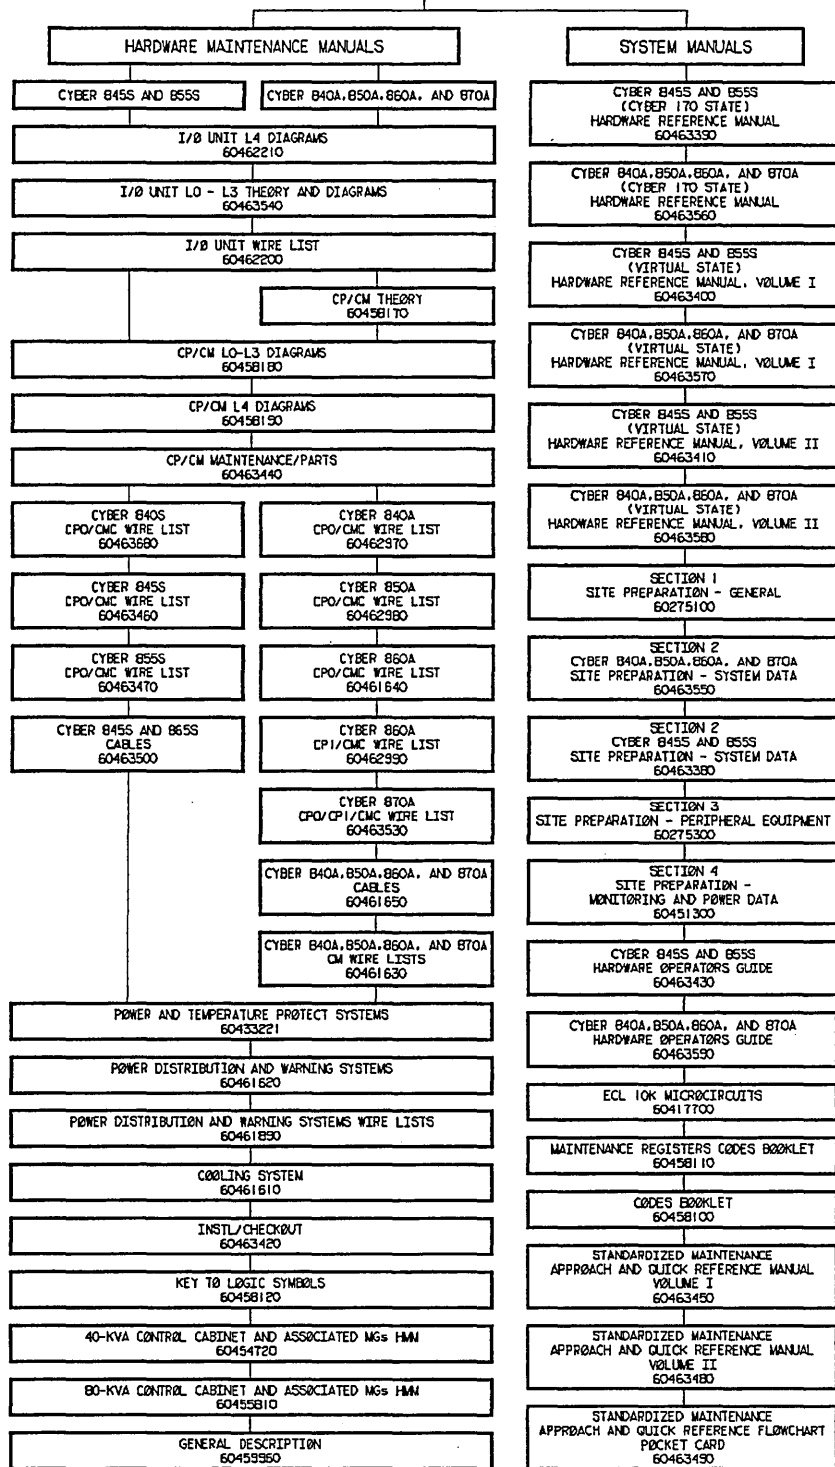 HARDWARE MAINTENANCE MANUALS
CYBER 845S AND 855S
CYBER 840A,850A,860A, AND 870A
I/Ø UNIT L4 DIAGRAMS
60462210
I/Ø UNIT LO - L3 THEØRY AND DIAGRAMS
60463540
I/Ø UNIT WIRE LIST
60462200
CP/CM THEØRY
60458170
CP/CM LO-L3 DIAGRAMS
60458180
CP/CM L4 DIAGRAMS
60458190
CP/CM MAINTENANCE/PARTS
60463440
CYBER 840S
CPO/CMC WIRE LIST
60463680
CYBER 845S
CPO/CMC WIRE LIST
60463460
CYBER 855S
CPO/CMC WIRE LIST
60463470
CYBER 845S AND 865S
CABLES
60463500
CYBER 840A
CPO/CMC WIRE LIST
60462970
CYBER 850A
CPO/CMC WIRE LIST
60462980
CYBER 860A
CPO/CMC WIRE LIST
60461640
CYBER 860A
CPI/CMC WIRE LIST
60462990
CYBER 870A
CPO/CPI/CMC WIRE LIST
60463530
CYBER 840A,850A,860A, AND 870A
CABLES
60461650
CYBER 840A,850A,860A, AND 870A
CM WIRE LISTS
60461630
PØWER AND TEMPERATURE PRØTECT SYSTEMS
60433221
PØWER DISTRIBUTIØN AND WARNING SYSTEMS
60461620
PØWER DISTRIBUTIØN AND WARNING SYSTEMS WIRE LISTS
60461890
CØØLING SYSTEM
60461610
INSTL/CHECKØUT
60463420
KEY TØ LØGIC SYMBØLS
60458120
40-KVA CØNTRØL CABINET AND ASSØCIATED MGs HMM
60454720
80-KVA CØNTRØL CABINET AND ASSØCIATED MGs HMM
60455810
GENERAL DESCRIPTIØN
60459960
SYSTEM MANUALS
CYBER 845S AND 855S
(CYBER 170 STATE)
HARDWARE REFERENCE MANUAL
60463390
CYBER 840A,850A,860A, AND 870A
(CYBER 170 STATE)
HARDWARE REFERENCE MANUAL
60463560
CYBER 845S AND 855S
(VIRTUAL STATE)
HARDWARE REFERENCE MANUAL, VØLUME I
60463400
CYBER 840A,850A,860A, AND 870A
(VIRTUAL STATE)
HARDWARE REFERENCE MANUAL, VØLUME I
60463570
CYBER 845S AND 855S
(VIRTUAL STATE)
HARDWARE REFERENCE MANUAL, VØLUME II
60463410
CYBER 840A,850A,860A, AND 870A
(VIRTUAL STATE)
HARDWARE REFERENCE MANUAL, VØLUME II
60463580
SECTIØN 1
SITE PREPARATIØN - GENERAL
60275100
SECTIØN 2
CYBER 840A,850A,860A, AND 870A
SITE PREPARATIØN - SYSTEM DATA
60463550
SECTIØN 2
CYBER 845S AND 855S
SITE PREPARATIØN - SYSTEM DATA
60463380
SECTIØN 3
SITE PREPARATIØN - PERIPHERAL EQUIPMENT
60275300
SECTIØN 4
SITE PREPARATIØN -
MØNITØRING AND PØWER DATA
60451300
CYBER 845S AND 855S
HARDWARE ØPERATØRS GUIDE
60463430
CYBER 840A,850A,860A, AND 870A
HARDWARE ØPERATØRS GUIDE
60463590
ECL 10K MICRØCIRCUITS
60417700
MAINTENANCE REGISTERS CØDES BØØKLET
60458110
CØDES BØØKLET
60458100
STANDARDIZED MAINTENANCE
APPRØACH AND QUICK REFERENCE MANUAL
VØLUME I
60463450
STANDARDIZED MAINTENANCE
APPRØACH AND QUICK REFERENCE MANUAL
VØLUME II
60463480
STANDARDIZED MAINTENANCE
APPRØACH AND QUICK REFERENCE FLØWCHART
PØCKET CARD
60463490